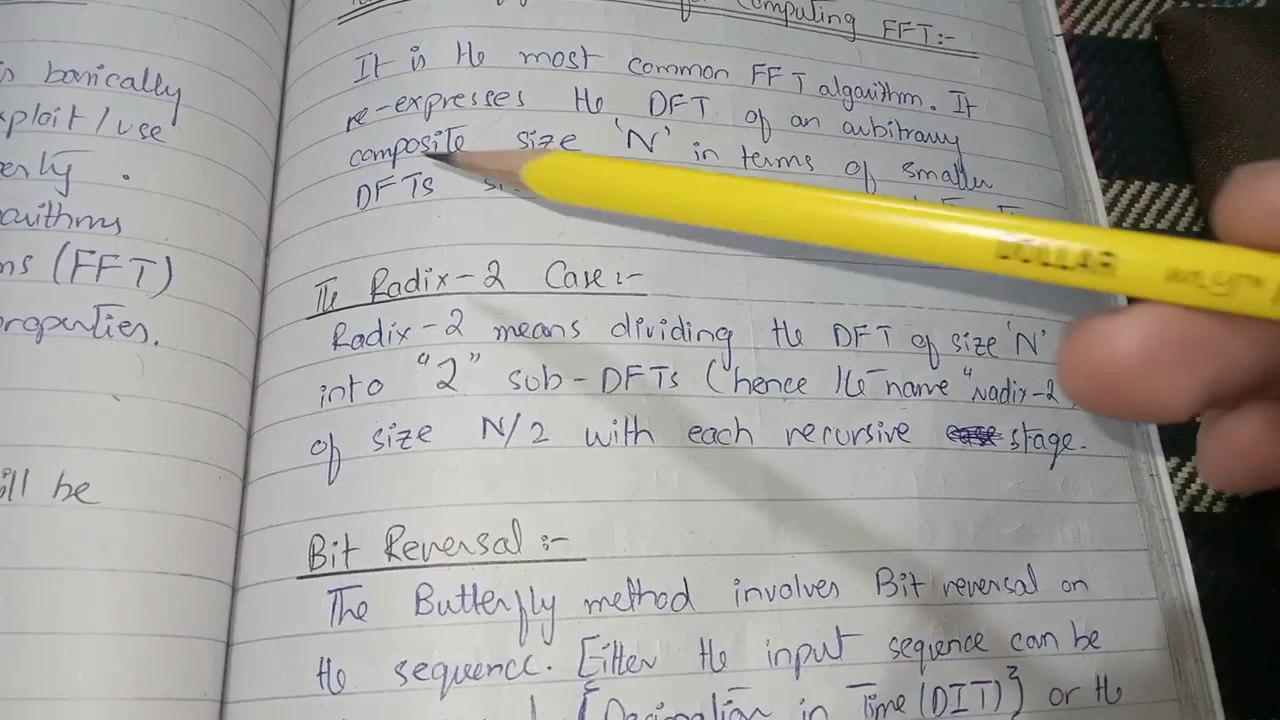 is basically
exploit/use
erty.
orithms
ns (FFT)
roperties.
ill be
Computing FFT:-
It is the most common FFT algorithm. It
re-expresses the DFT of an arbitrary
composite size 'N' in terms of smaller
DFTs
The Radix-2 Case:-
Radix-2 means dividing the DFT of size 'N'
into "2" sub-DFTs (hence the name "radix-2
of size N/2 with each recursive stage.
Bit Reversal:-
The Butterfly method involves Bit reversal on
the sequence. [Either the input sequence can be
{Decimation in Time (DIT)} or the
DOLLAR